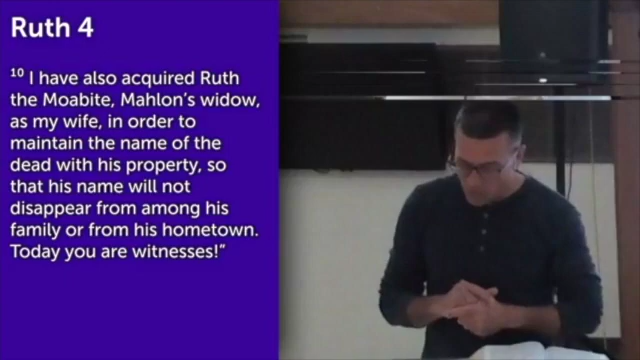 Ruth 4
10 I have also acquired Ruth
the Moabite, Mahlon's widow,
as my wife, in order to
maintain the name of the
dead with his property, so
that his name will not
disappear from among his
family or from his hometown.
Today you are witnesses!”